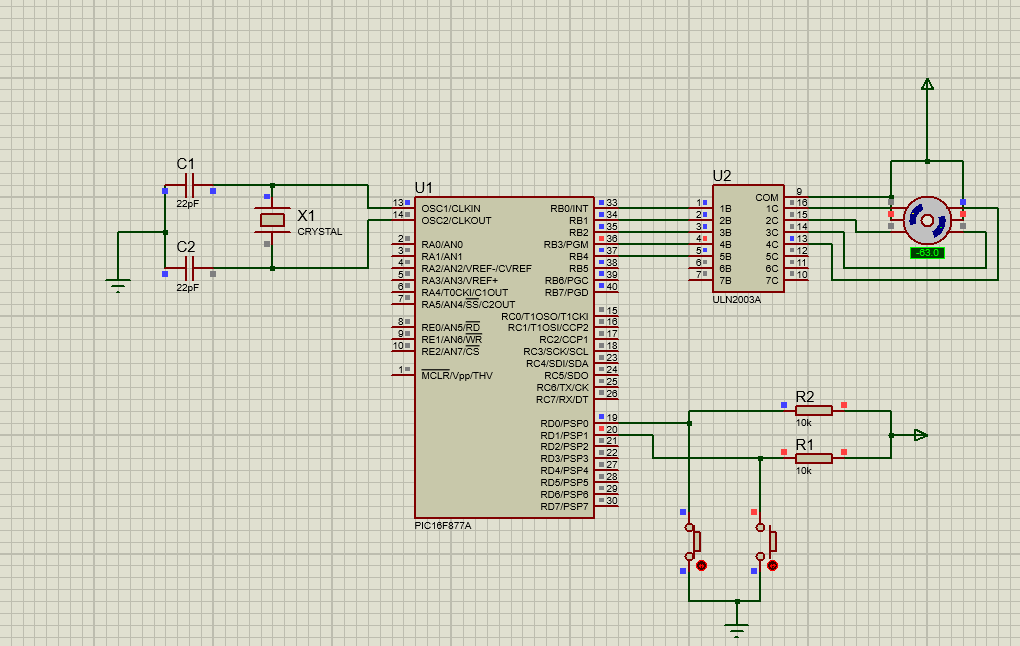 C1
22pF
C2
22pF
X1
CRYSTAL
U1
13 OSC1/CLKIN
14 OSC2/CLKOUT
2 RA0/AN0
3 RA1/AN1
4 RA2/AN2/VREF-/CVREF
5 RA3/AN3/VREF+
6 RA4/T0CKI/C1OUT
7 RA5/AN4/SS/C2OUT
8 RE0/AN5/RD
9 RE1/AN6/WR
10 RE2/AN7/CS
1 MCLR/Vpp/THV
RB0/INT 33
RB1 34
RB2 35
RB3/PGM 36
RB4 37
RB5 38
RB6/PGC 39
RB7/PGD 40
RC0/T1OSO/T1CKI 15
RC1/T1OSI/CCP2 16
RC2/CCP1 17
RC3/SCK/SCL 18
RC4/SDI/SDA 23
RC5/SDO 24
RC6/TX/CK 25
RC7/RX/DT 26
RD0/PSP0 19
RD1/PSP1 20
RD2/PSP2 21
RD3/PSP3 22
RD4/PSP4 27
RD5/PSP5 28
RD6/PSP6 29
RD7/PSP7 30
PIC16F877A
U2
COM 9
1 1B 1C 16
2 2B 2C 15
3 3B 3C 14
4 4B 4C 13
5 5B 5C 12
6 6B 6C 11
7 7B 7C 10
ULN2003A
-63.0
R2
10k
R1
10k